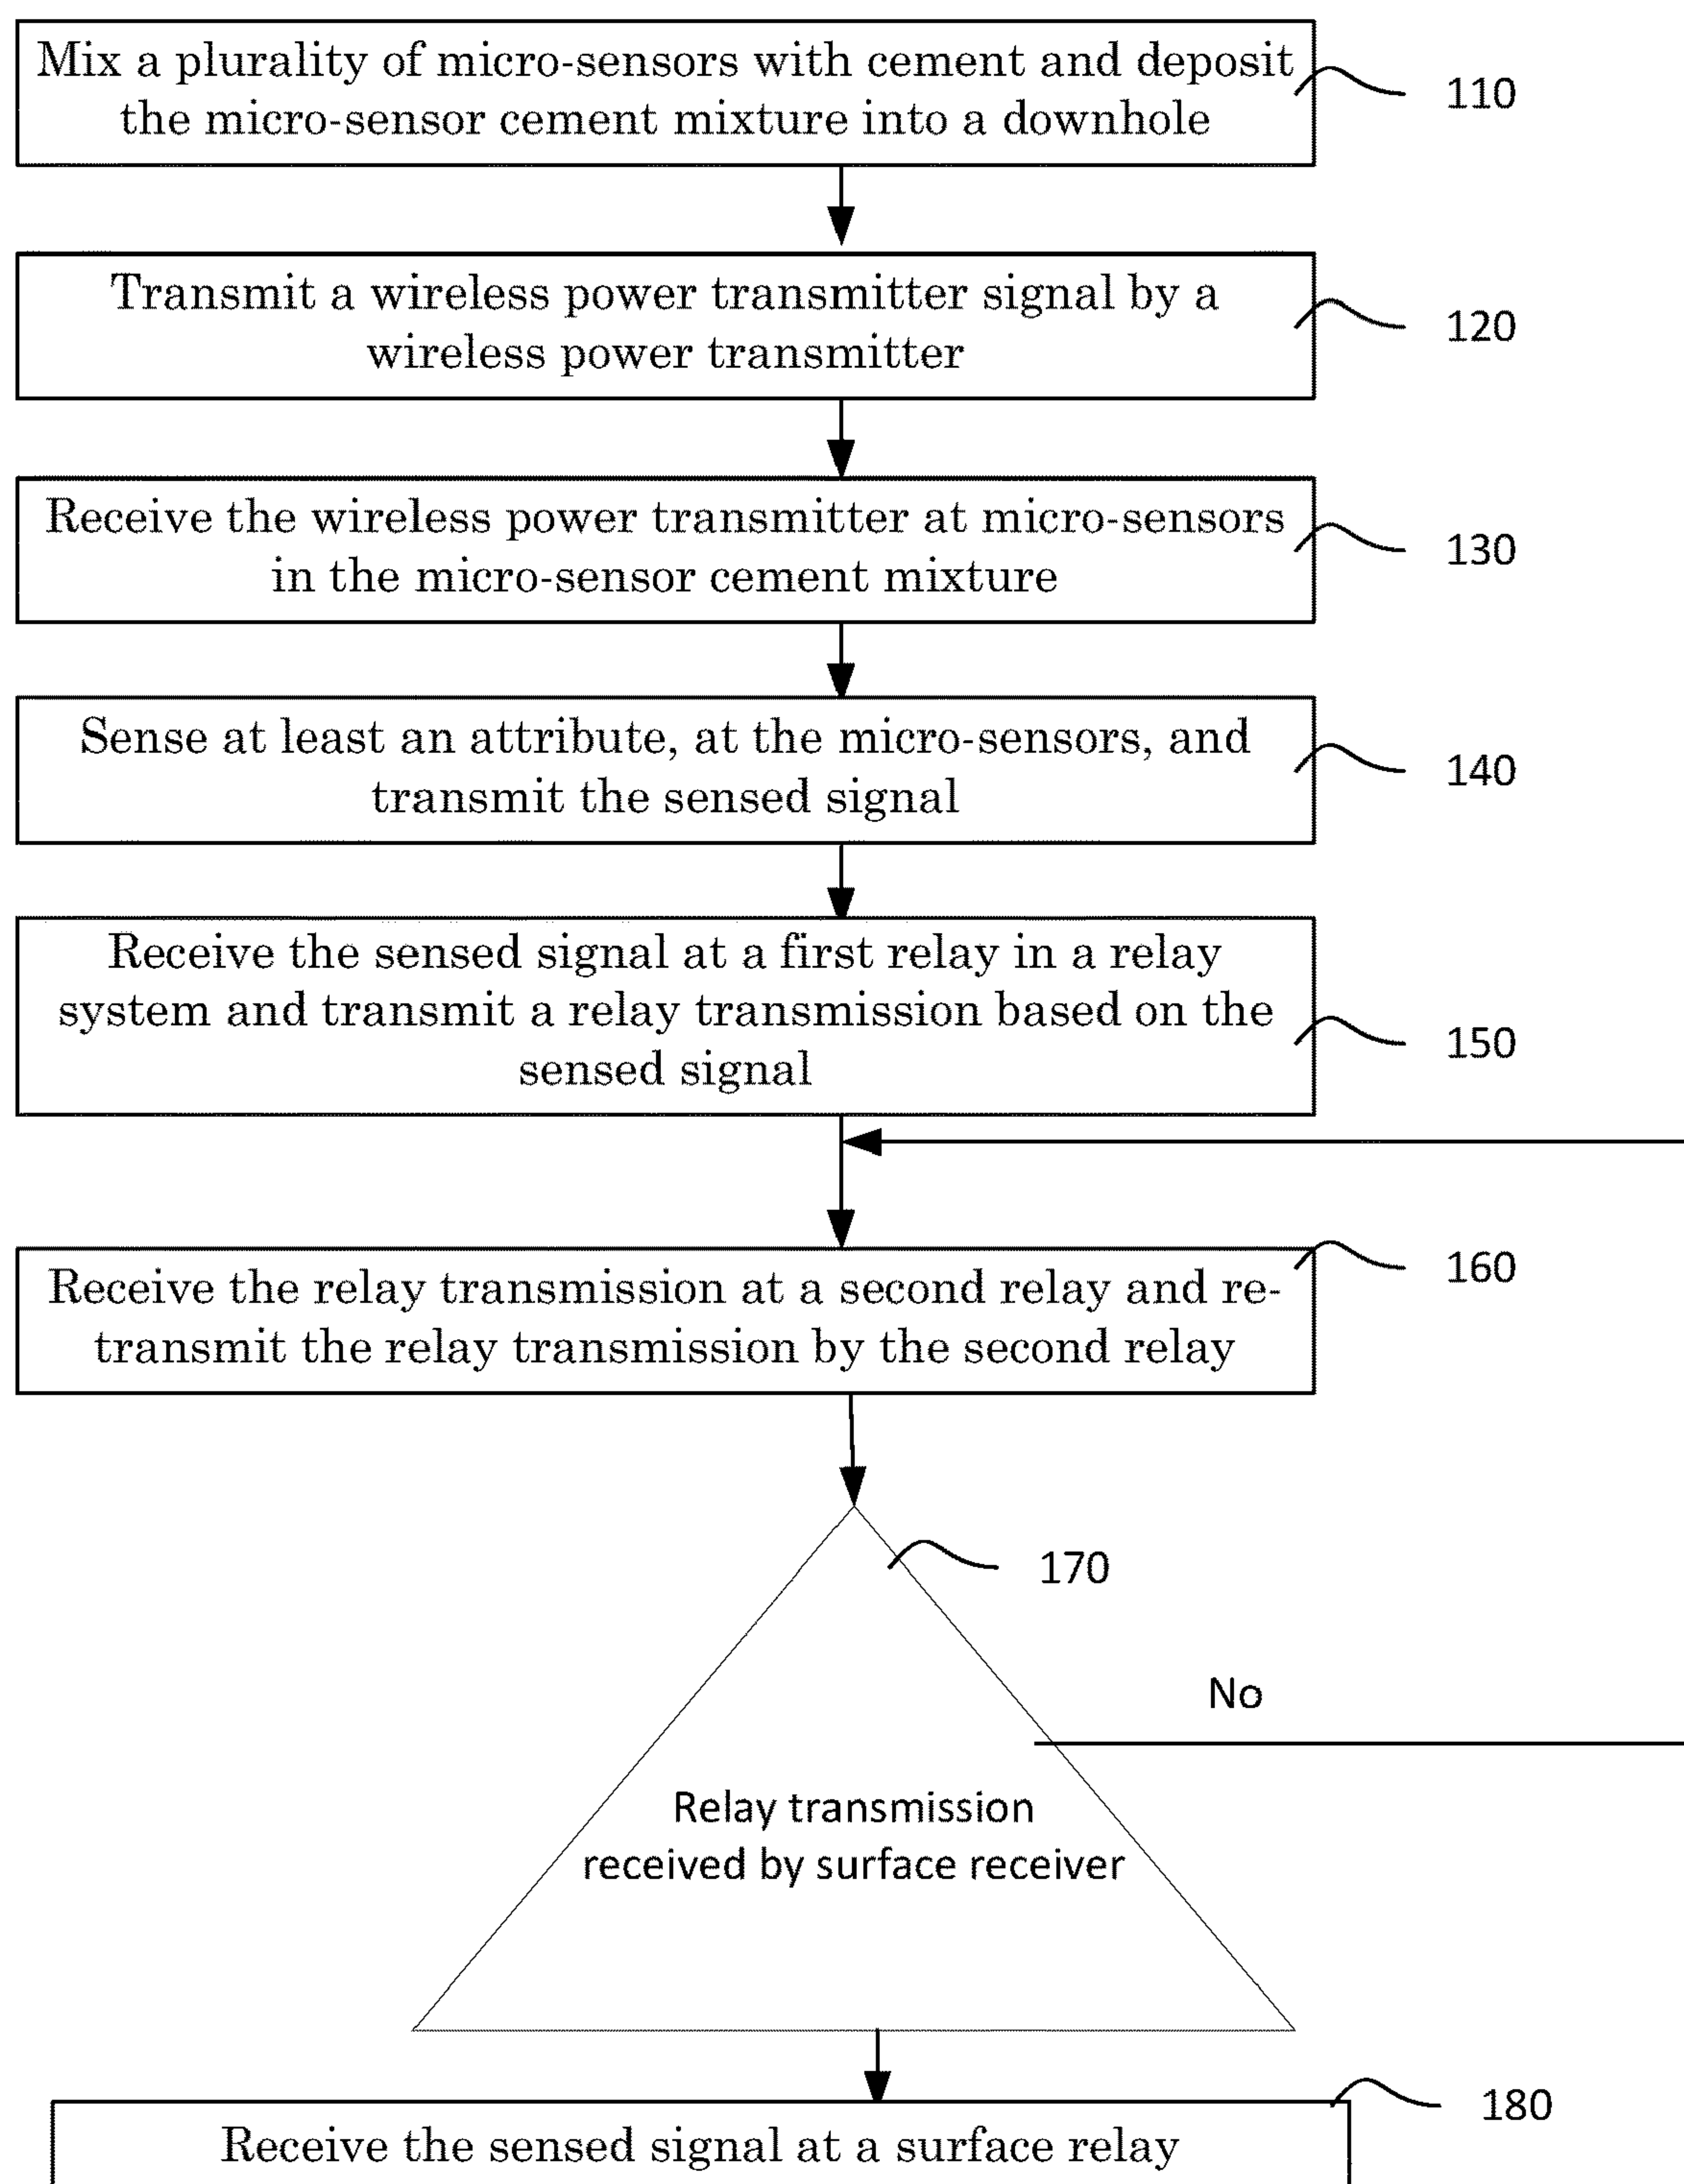 Mix a plurality of micro-sensors with cement and deposit
the micro-sensor cement mixture into a downhole
110
Transmit a wireless power transmitter signal by a
wireless power transmitter
120
Receive the wireless power transmitter at micro-sensors
in the micro-sensor cement mixture
130
Sense at least an attribute, at the micro-sensors, and
transmit the sensed signal
140
Receive the sensed signal at a first relay in a relay
system and transmit a relay transmission based on the
sensed signal
150
Receive the relay transmission at a second relay and re-
transmit the relay transmission by the second relay
160
170
No
Relay transmission
received by surface receiver
180
Receive the sensed signal at a surface relay